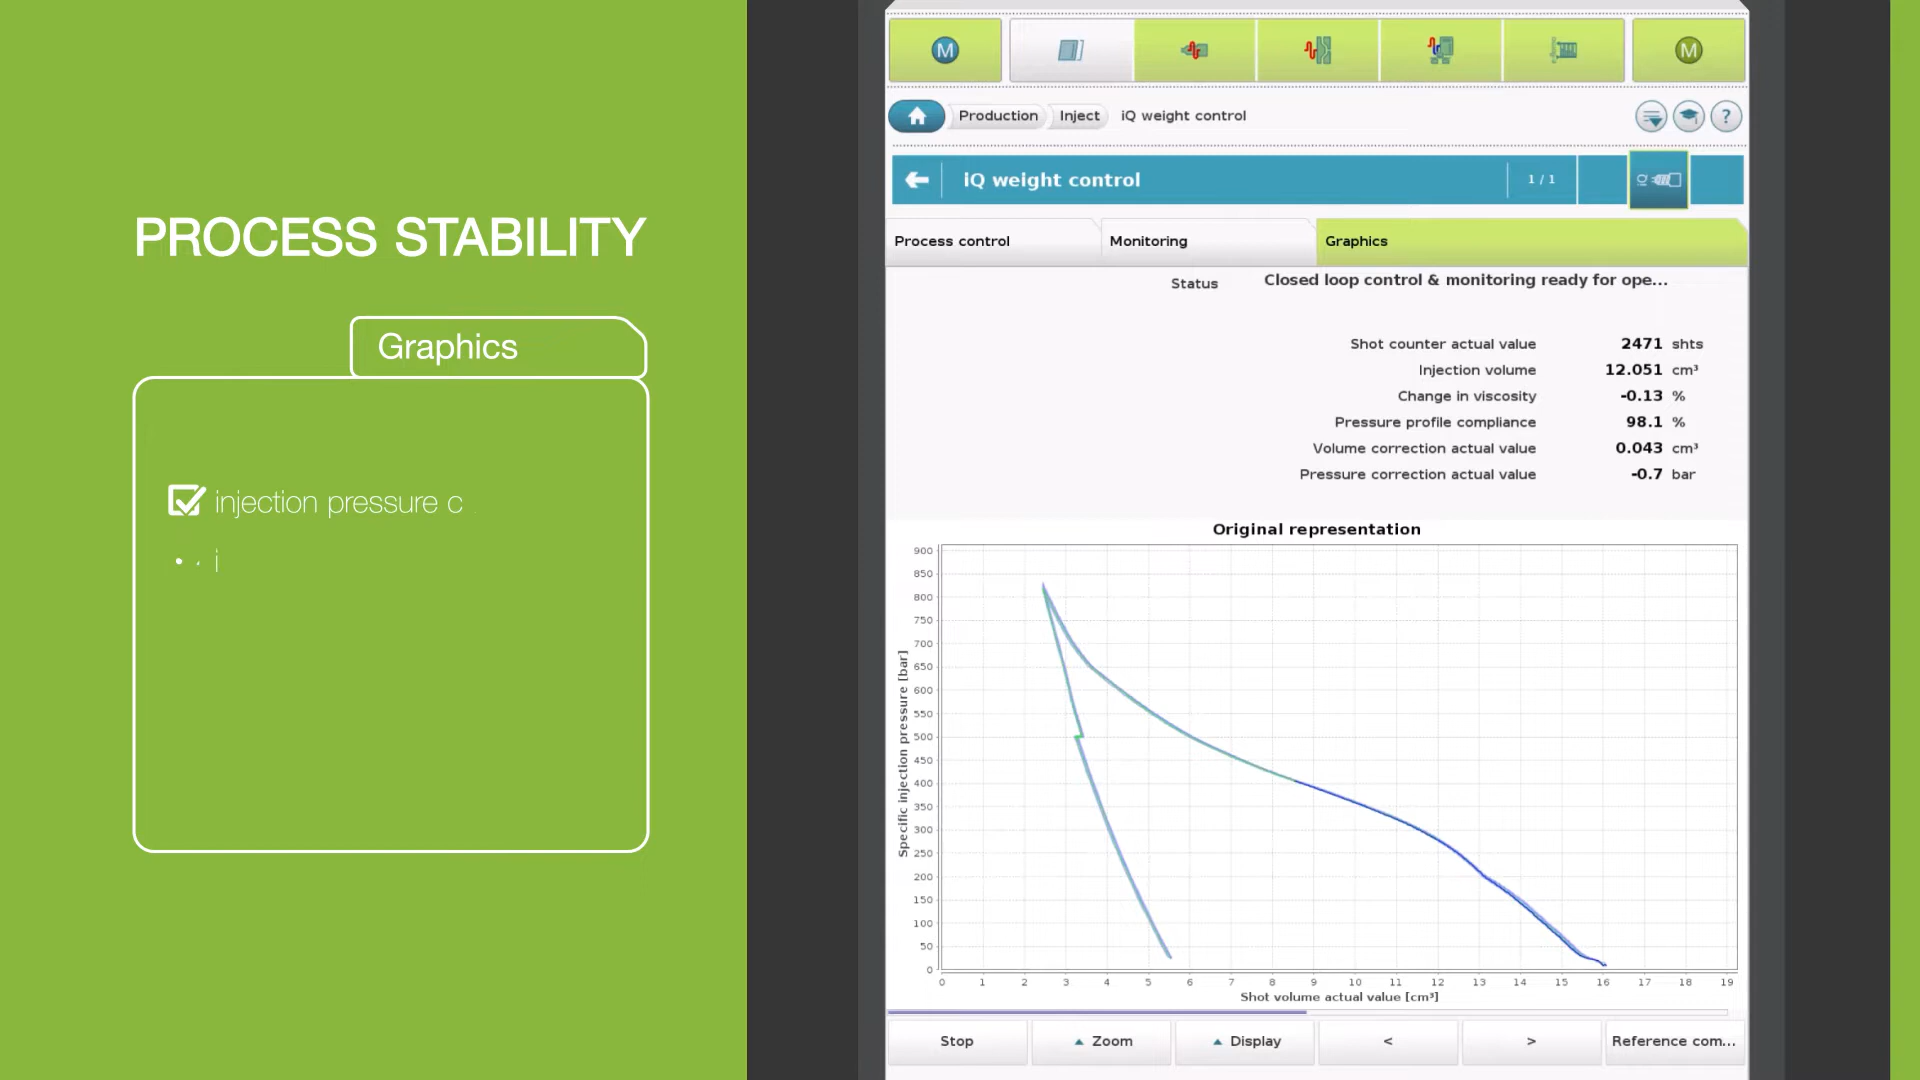 PROCESS STABILITY
Graphics
injection pressure c
M
M
Production
Inject
iQ weight control
?
iQ weight control
1 / 1
Process control
Monitoring
Graphics
Status
Closed loop control & monitoring ready for ope...
Shot counter actual value 2471 shts
Injection volume 12.051 cm³
Change in viscosity -0.13 %
Pressure profile compliance 98.1 %
Volume correction actual value 0.043 cm³
Pressure correction actual value -0.7 bar
Original representation
Specific injection pressure [bar]
900
850
800
750
700
650
600
550
500
450
400
350
300
250
200
150
100
50
0
0 1 2 3 4 5 6 7 8 9 10 11 12 13 14 15 16 17 18 19
Shot volume actual value [cm³]
Stop
Zoom
Display
<
>
Reference com...